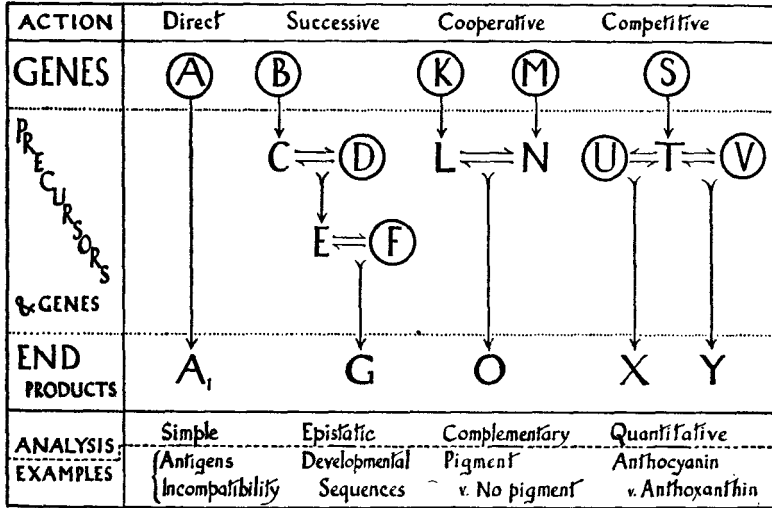 ACTION Direct Successive Cooperative Competitive
GENES A B K M S
PRECURSORS
C D L N U T V
E F
& GENES
END
PRODUCTS
A₁ G O X Y
ANALYSIS Simple Epistatic Complementary Quantitative
EXAMPLES Antigens Developmental Pigment Anthocyanin
Incompatibility Sequences v. No pigment v. Anthoxanthin